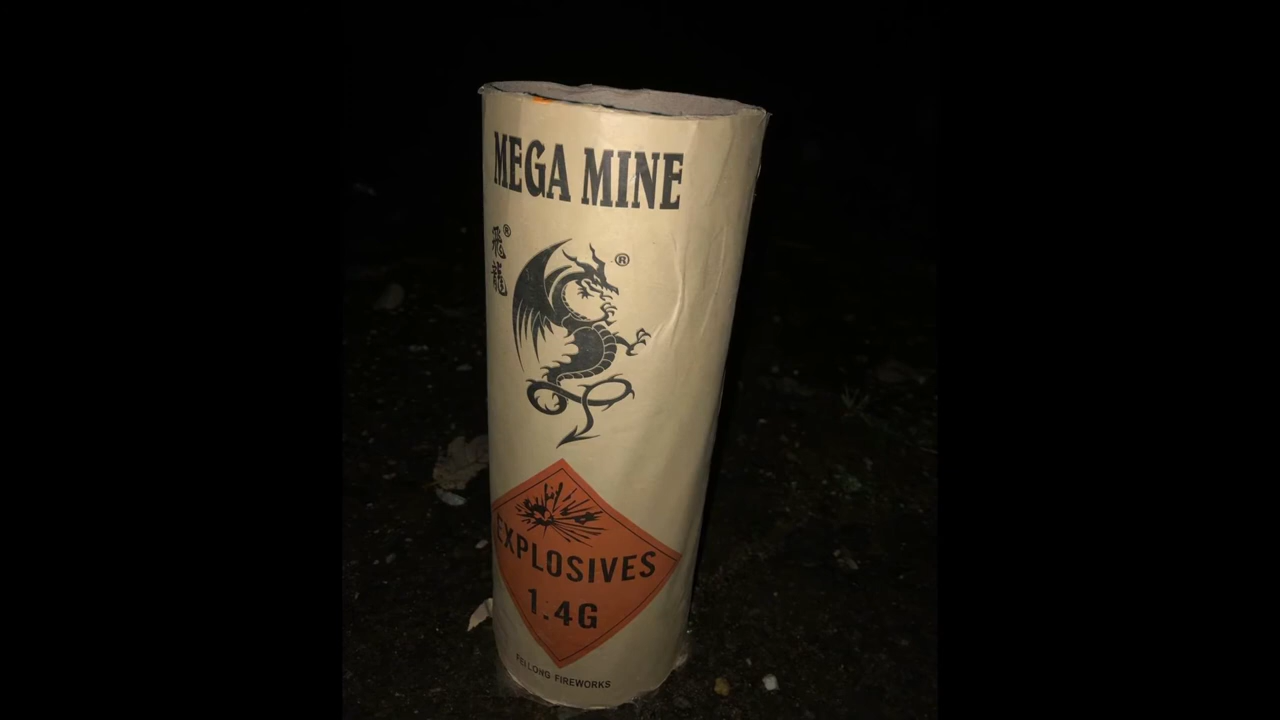 MEGA MINE
飛龍®
®
EXPLOSIVES
1.4G
FEILONG FIREWORKS